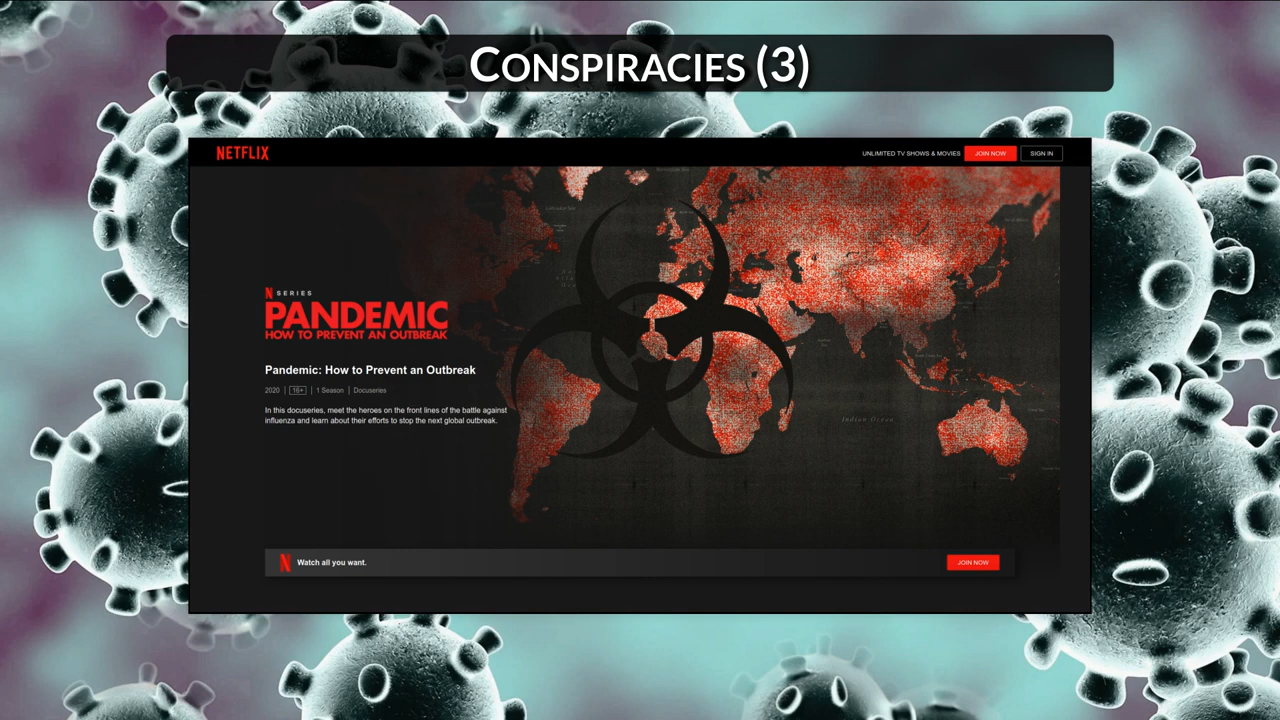 CONSPIRACIES (3)
NETFLIX
UNLIMITED TV SHOWS & MOVIES
JOIN NOW
SIGN IN
N SERIES
PANDEMIC
HOW TO PREVENT AN OUTBREAK
Pandemic: How to Prevent an Outbreak
2020 | 16+ | 1 Season | Docuseries
In this docuseries, meet the heroes on the front lines of the battle against
influenza and learn about their efforts to stop the next global outbreak.
Indian Ocean
N Watch all you want.
JOIN NOW